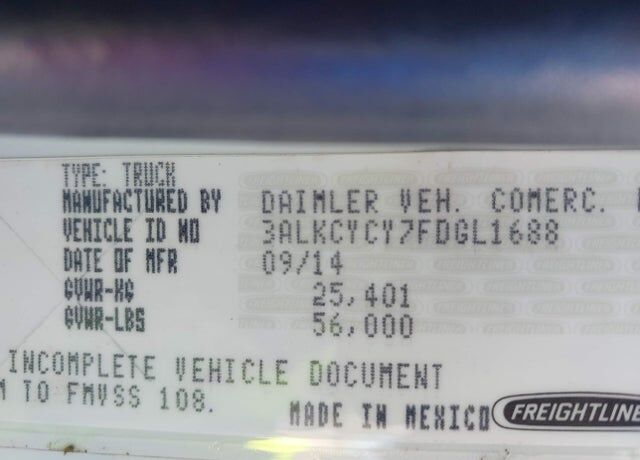 TYPE: TRUCK
MANUFACTURED BY DAIMLER VEH. COMERC.
VEHICLE ID NO 3ALKCYCY7FDGL1688
DATE OF MFR 09/14
GVWR-KG 25,401
GVWR-LBS 56,000
INCOMPLETE VEHICLE DOCUMENT
TO FMVSS 108.
MADE IN MEXICO FREIGHTLINE